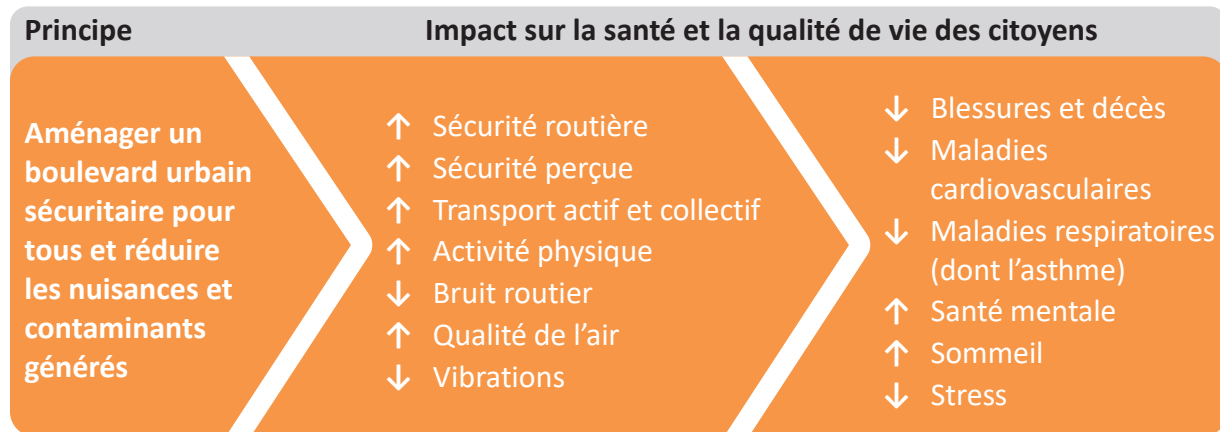 Principe
Impact sur la santé et la qualité de vie des citoyens
Aménager un
boulevard urbain
sécuritaire pour
tous et réduire
les nuisances et
contaminants
générés
↑ Sécurité routière
↑ Sécurité perçue
↑ Transport actif et collectif
↑ Activité physique
↓ Bruit routier
↑ Qualité de l’air
↓ Vibrations
↓ Blessures et décès
↓ Maladies
cardiovasculaires
↓ Maladies respiratoires
(dont l’asthme)
↑ Santé mentale
↑ Sommeil
↓ Stress